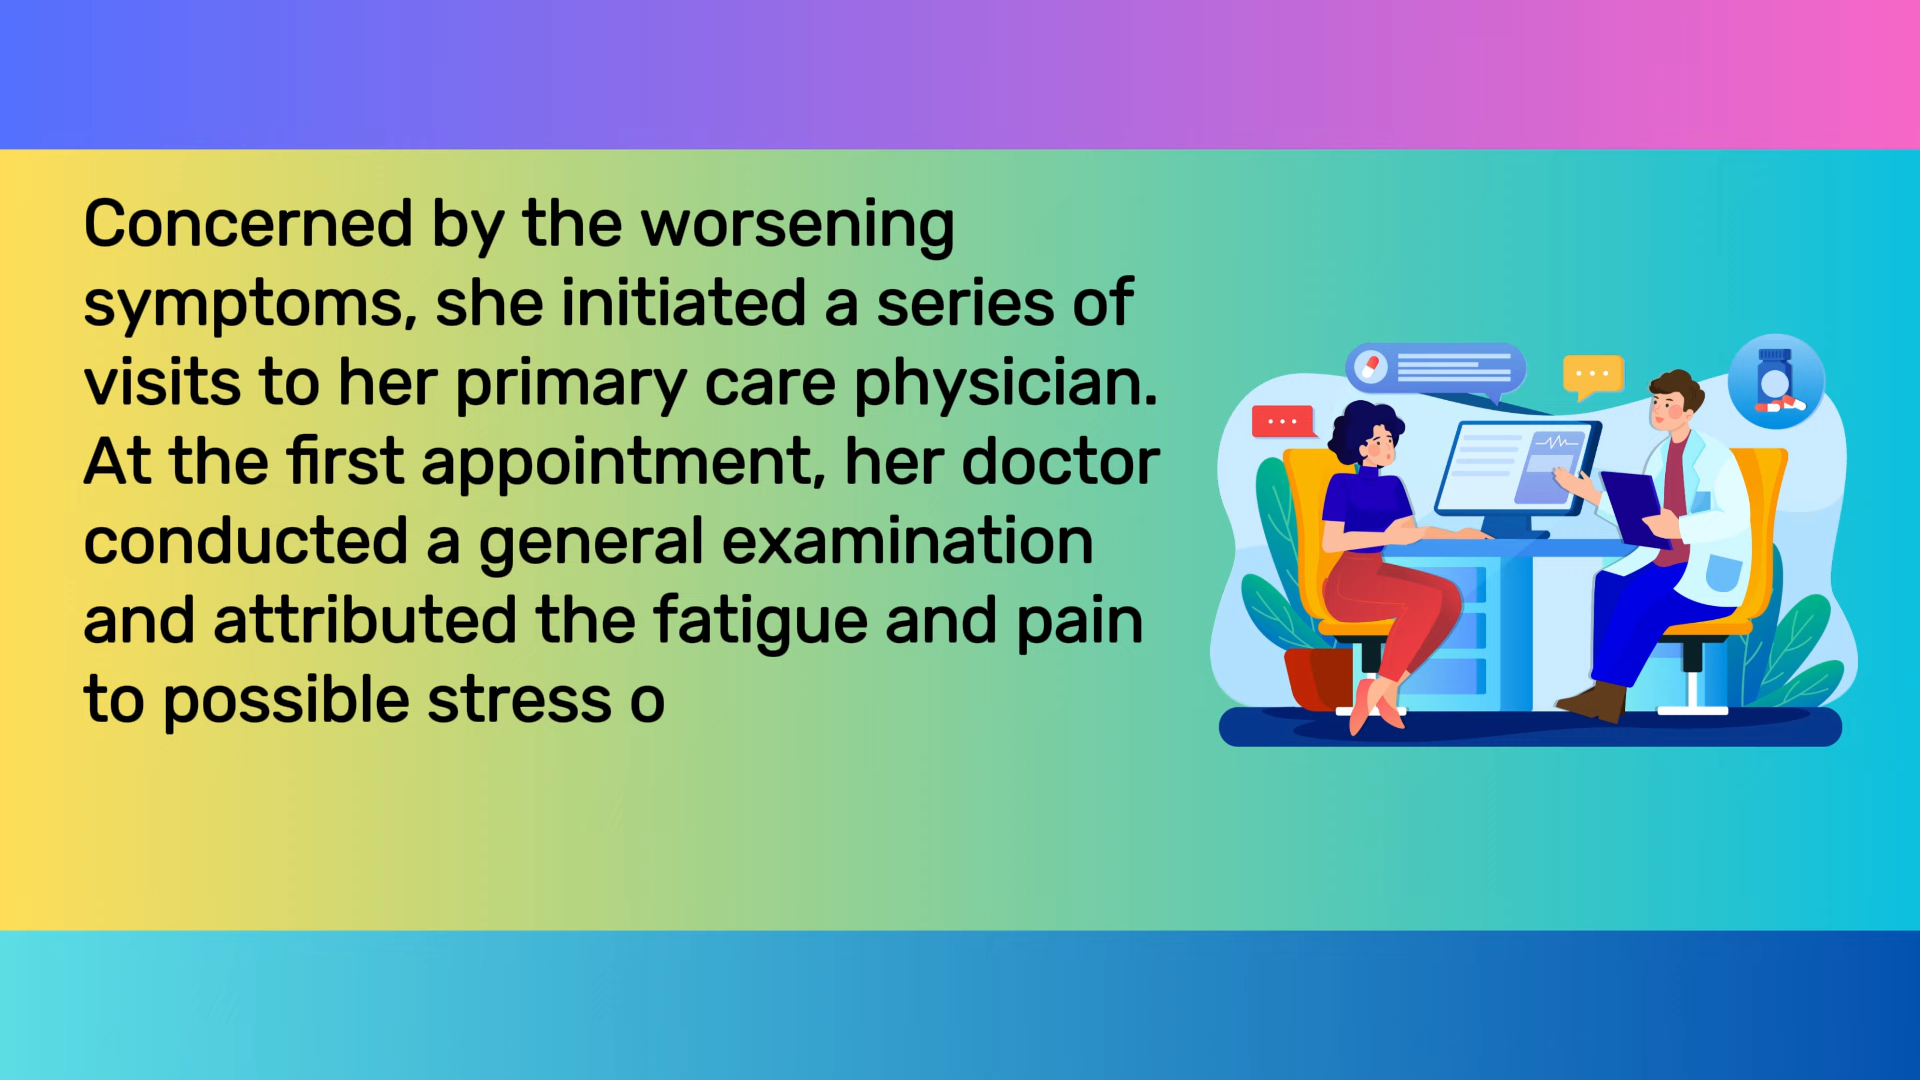 Concerned by the worsening
symptoms, she initiated a series of
visits to her primary care physician.
At the first appointment, her doctor
conducted a general examination
and attributed the fatigue and pain
to possible stress o